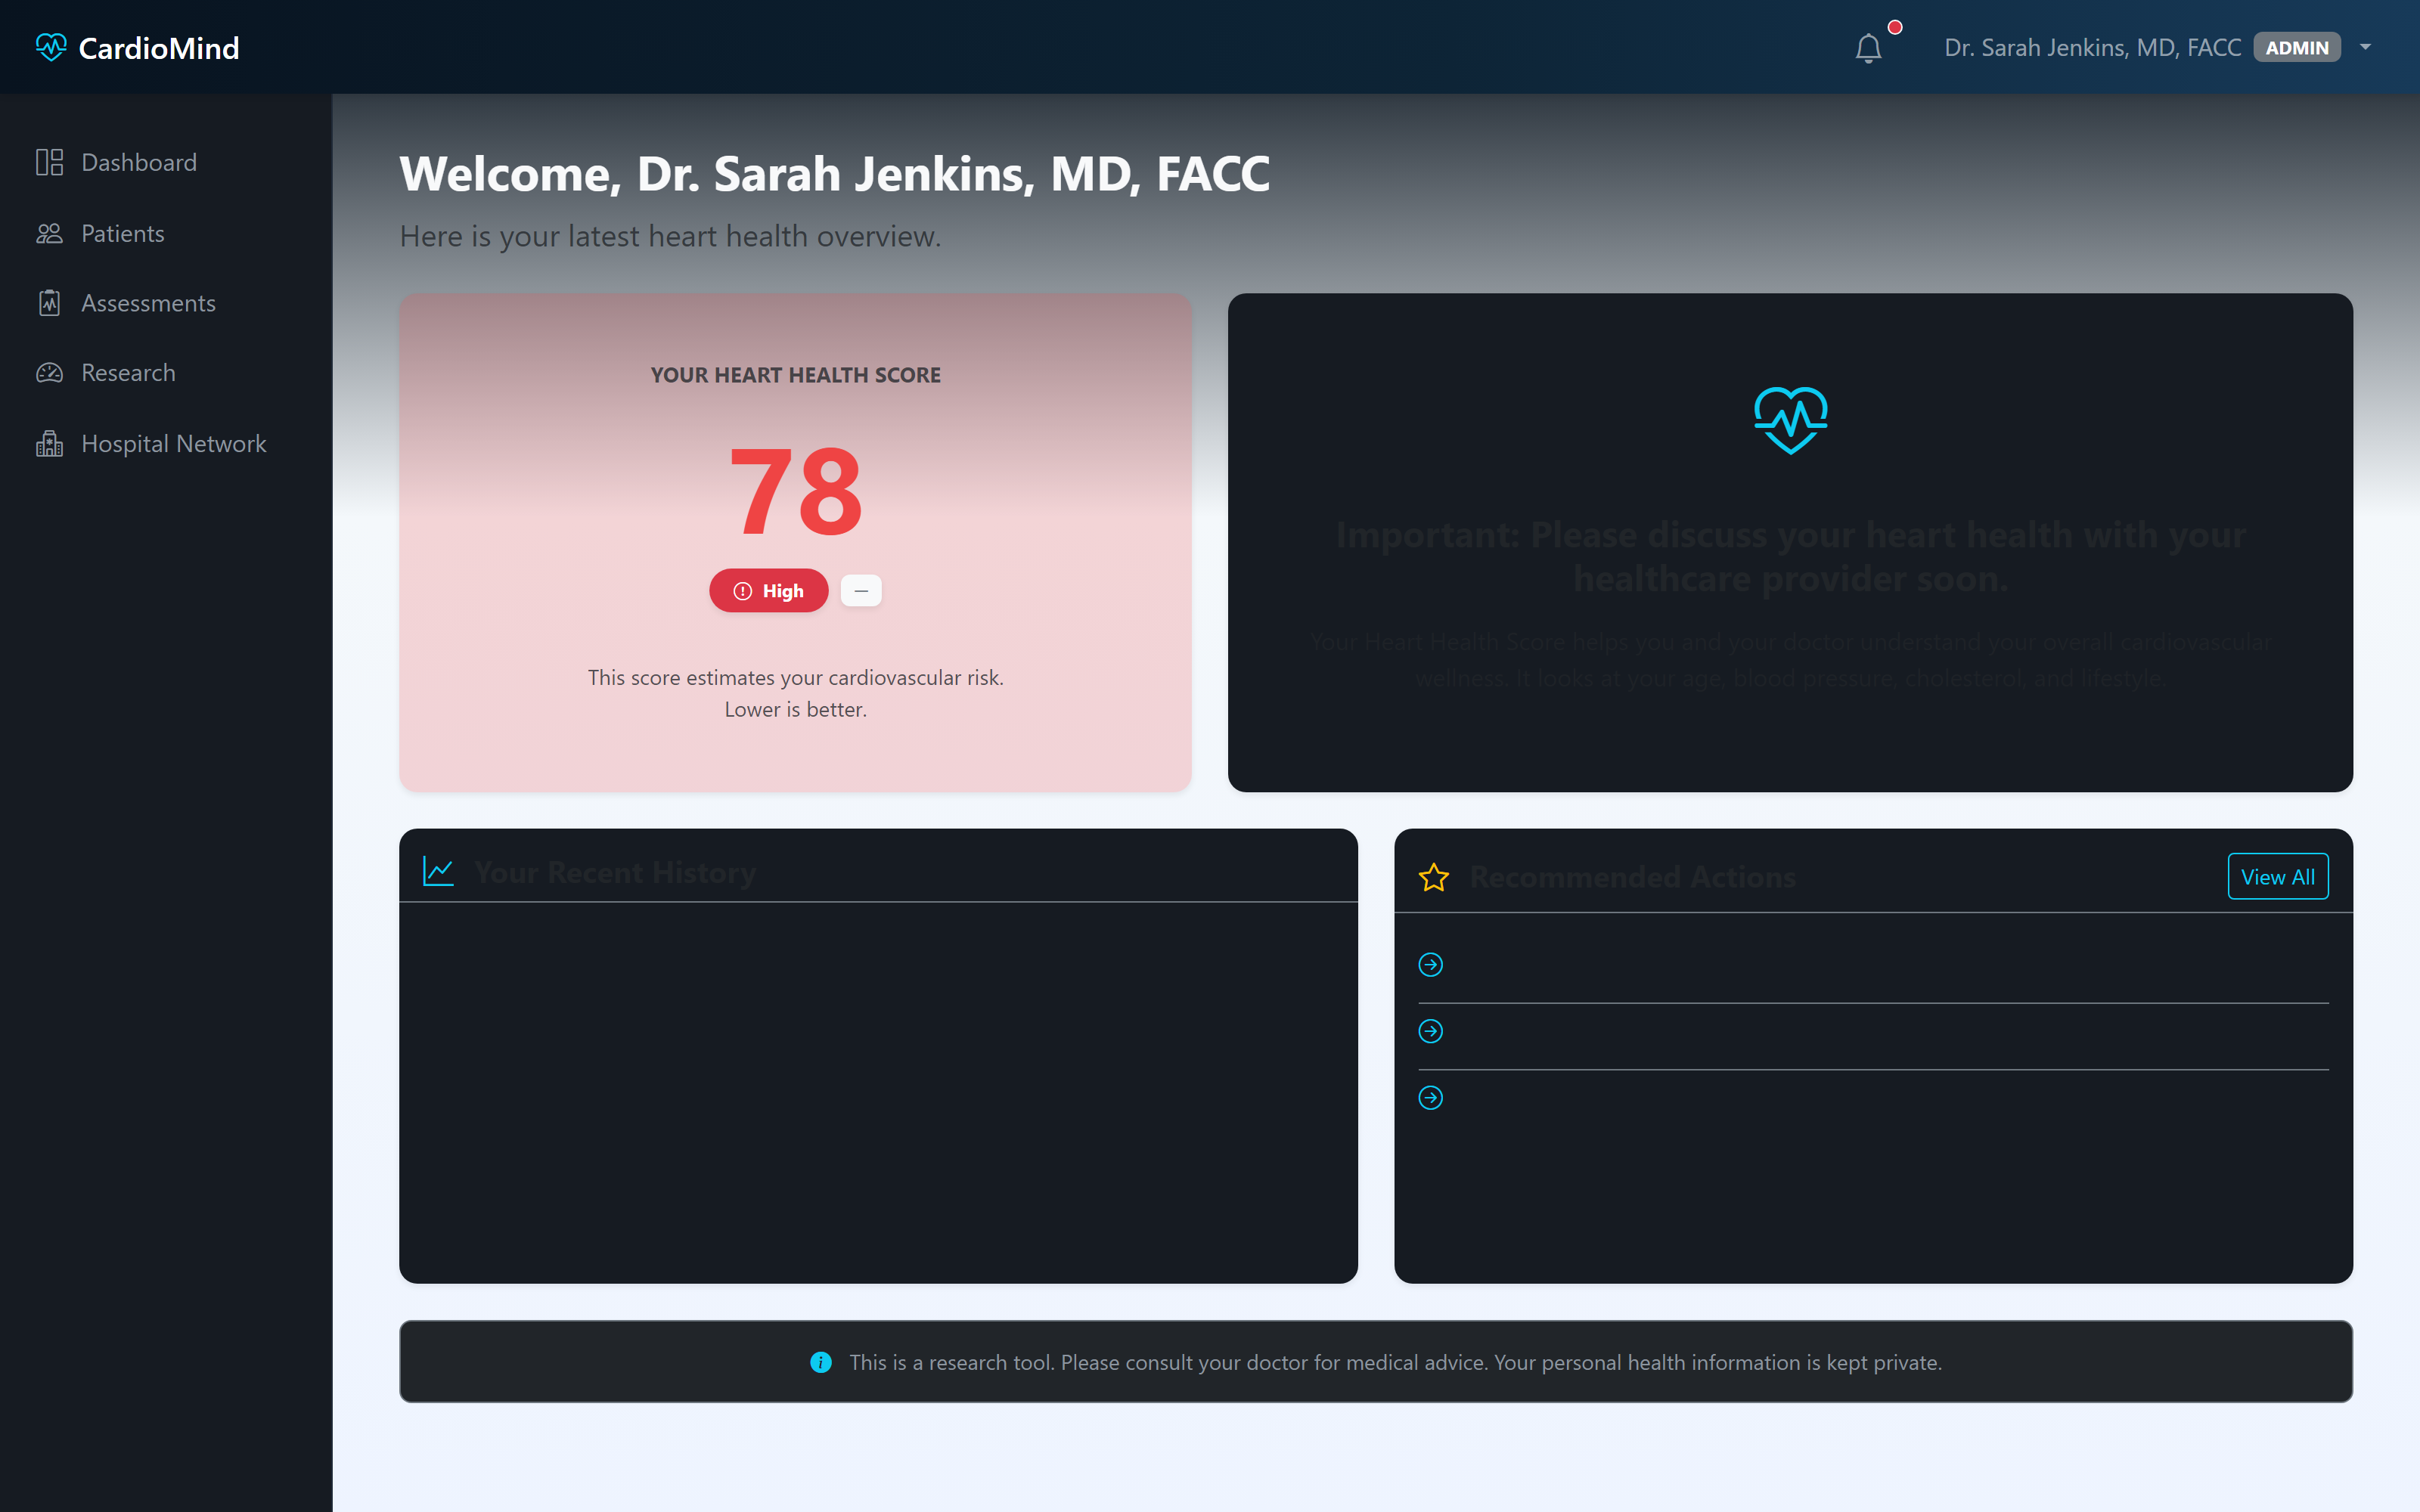 CardioMind
Dr. Sarah Jenkins, MD, FACC ADMIN
Dashboard
Patients
Assessments
Research
Hospital Network
Welcome, Dr. Sarah Jenkins, MD, FACC
Here is your latest heart health overview.
YOUR HEART HEALTH SCORE
78
High
This score estimates your cardiovascular risk.
Lower is better.
Important: Please discuss your heart health with your
healthcare provider soon.
Your Heart Health Score helps you and your doctor understand your overall cardiovascular
wellness. It looks at your age, blood pressure, cholesterol, and lifestyle.
Your Recent History
Recommended Actions
View All
This is a research tool. Please consult your doctor for medical advice. Your personal health information is kept private.